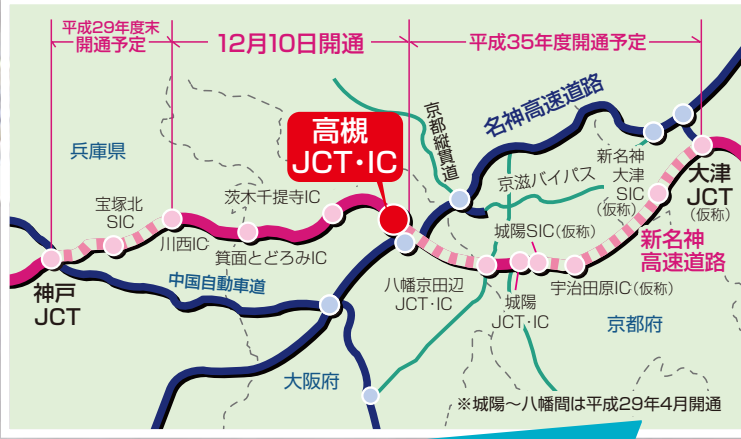 平成29年度末
開通予定
12月10日開通
平成35年度開通予定
兵庫県
高槻
JCT・IC
京都縦貫道
名神高速道路
新名神
大津
SIC
(仮称)
大津
JCT
(仮称)
宝塚北
SIC
茨木千提寺IC
京滋バイパス
川西IC
箕面とどろみIC
城陽SIC(仮称)
新名神
高速道路
神戸
JCT
中国自動車道
八幡京田辺
JCT・IC
城陽
JCT・IC
宇治田原IC(仮称)
京都府
大阪府
※城陽～八幡間は平成29年4月開通